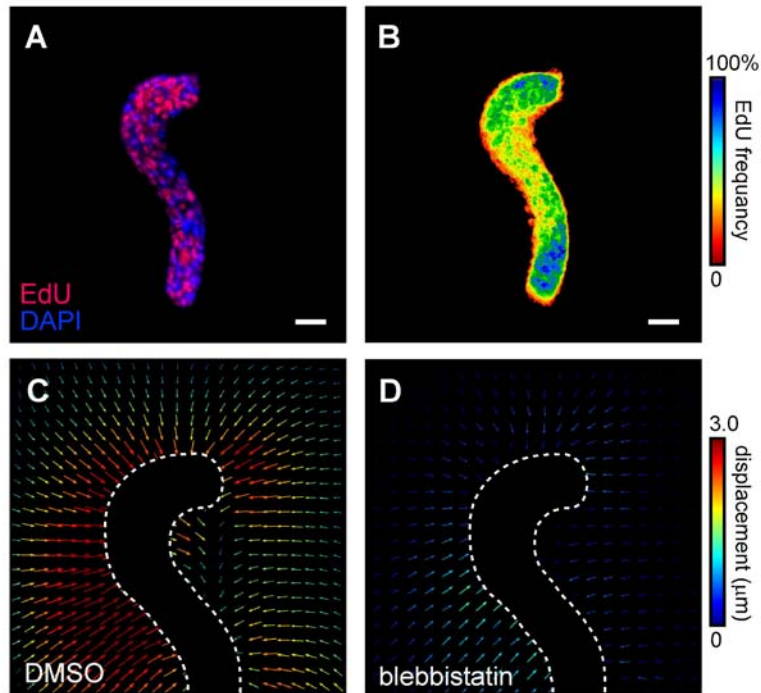 A
EdU
DAPI
B
100%
EdU frequancy
0
C
DMSO
D
blebbistatin
3.0
displacement (μm)
0